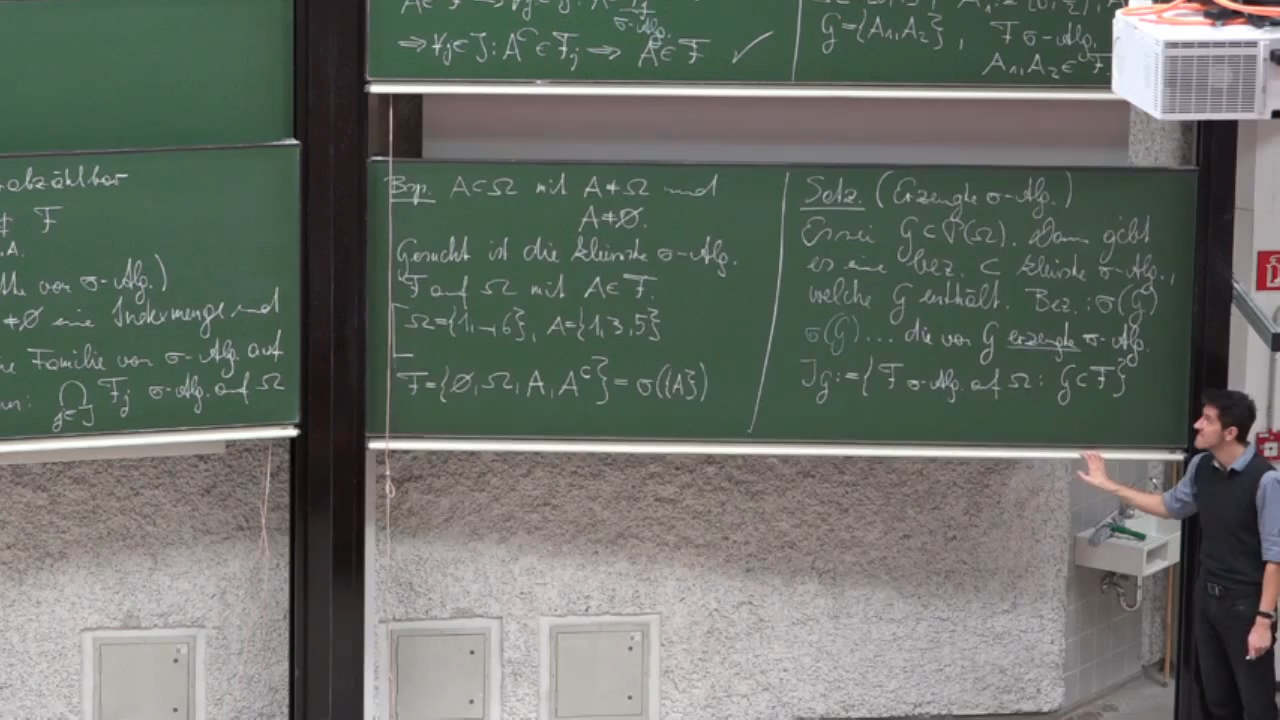 ⇒ ∀j∈J: A^C ∈ F_j ⇒ A^C ∈ F ✓
σ-Alg.
G={A₁,A₂}, F σ-Alg.
A₁,A₂ ∈ F.
abzählbar
∉ F
σ-Alg.)
≠∅ eine Indexmenge und
Familie von σ-Alg. auf
⋂_{j∈J} F_j σ-Alg. auf Ω
Bsp. A⊂Ω mit A≠Ω und
A≠∅.
Gesucht ist die kleinste σ-Alg.
F auf Ω mit A∈F.
Ω={1,…,6}, A={1,3,5}
F={∅,Ω,A,A^C}=σ({A})
Satz. (Erzeugte σ-Alg.)
Es sei G⊂P(Ω). Dann gibt
es eine bez. ⊂ kleinste σ-Alg.,
welche G enthält. Bez.: σ(G)
σ(G)... die von G erzeugte σ-Alg.
J_G:={F σ-Alg. auf Ω: G⊂F}